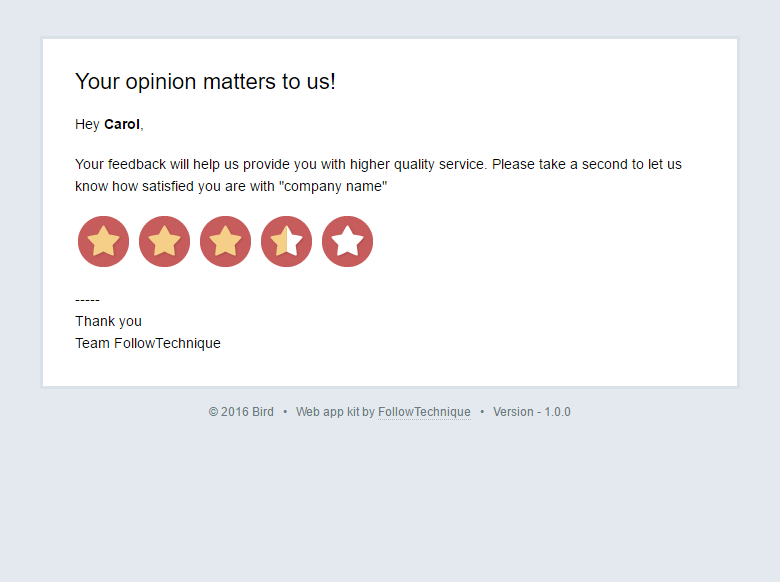 Your opinion matters to us!
Hey Carol,
Your feedback will help us provide you with higher quality service. Please take a second to let us
know how satisfied you are with "company name"
-----
Thank you
Team FollowTechnique
© 2016 Bird • Web app kit by FollowTechnique • Version - 1.0.0